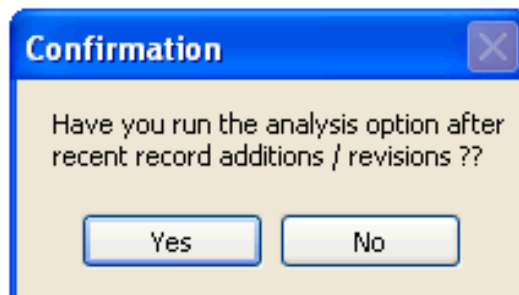 Confirmation
Have you run the analysis option after
recent record additions / revisions ??
Yes No